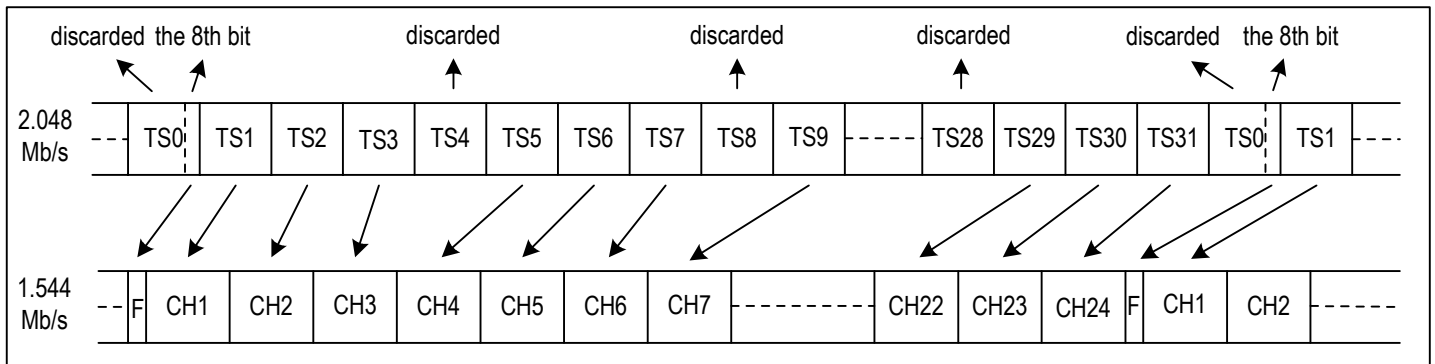 discarded the 8th bit discarded discarded discarded discarded the 8th bit
2.048
Mb/s
TS0 TS1 TS2 TS3 TS4 TS5 TS6 TS7 TS8 TS9 TS28 TS29 TS30 TS31 TS0 TS1
1.544
Mb/s
F CH1 CH2 CH3 CH4 CH5 CH6 CH7 CH22 CH23 CH24 F CH1 CH2